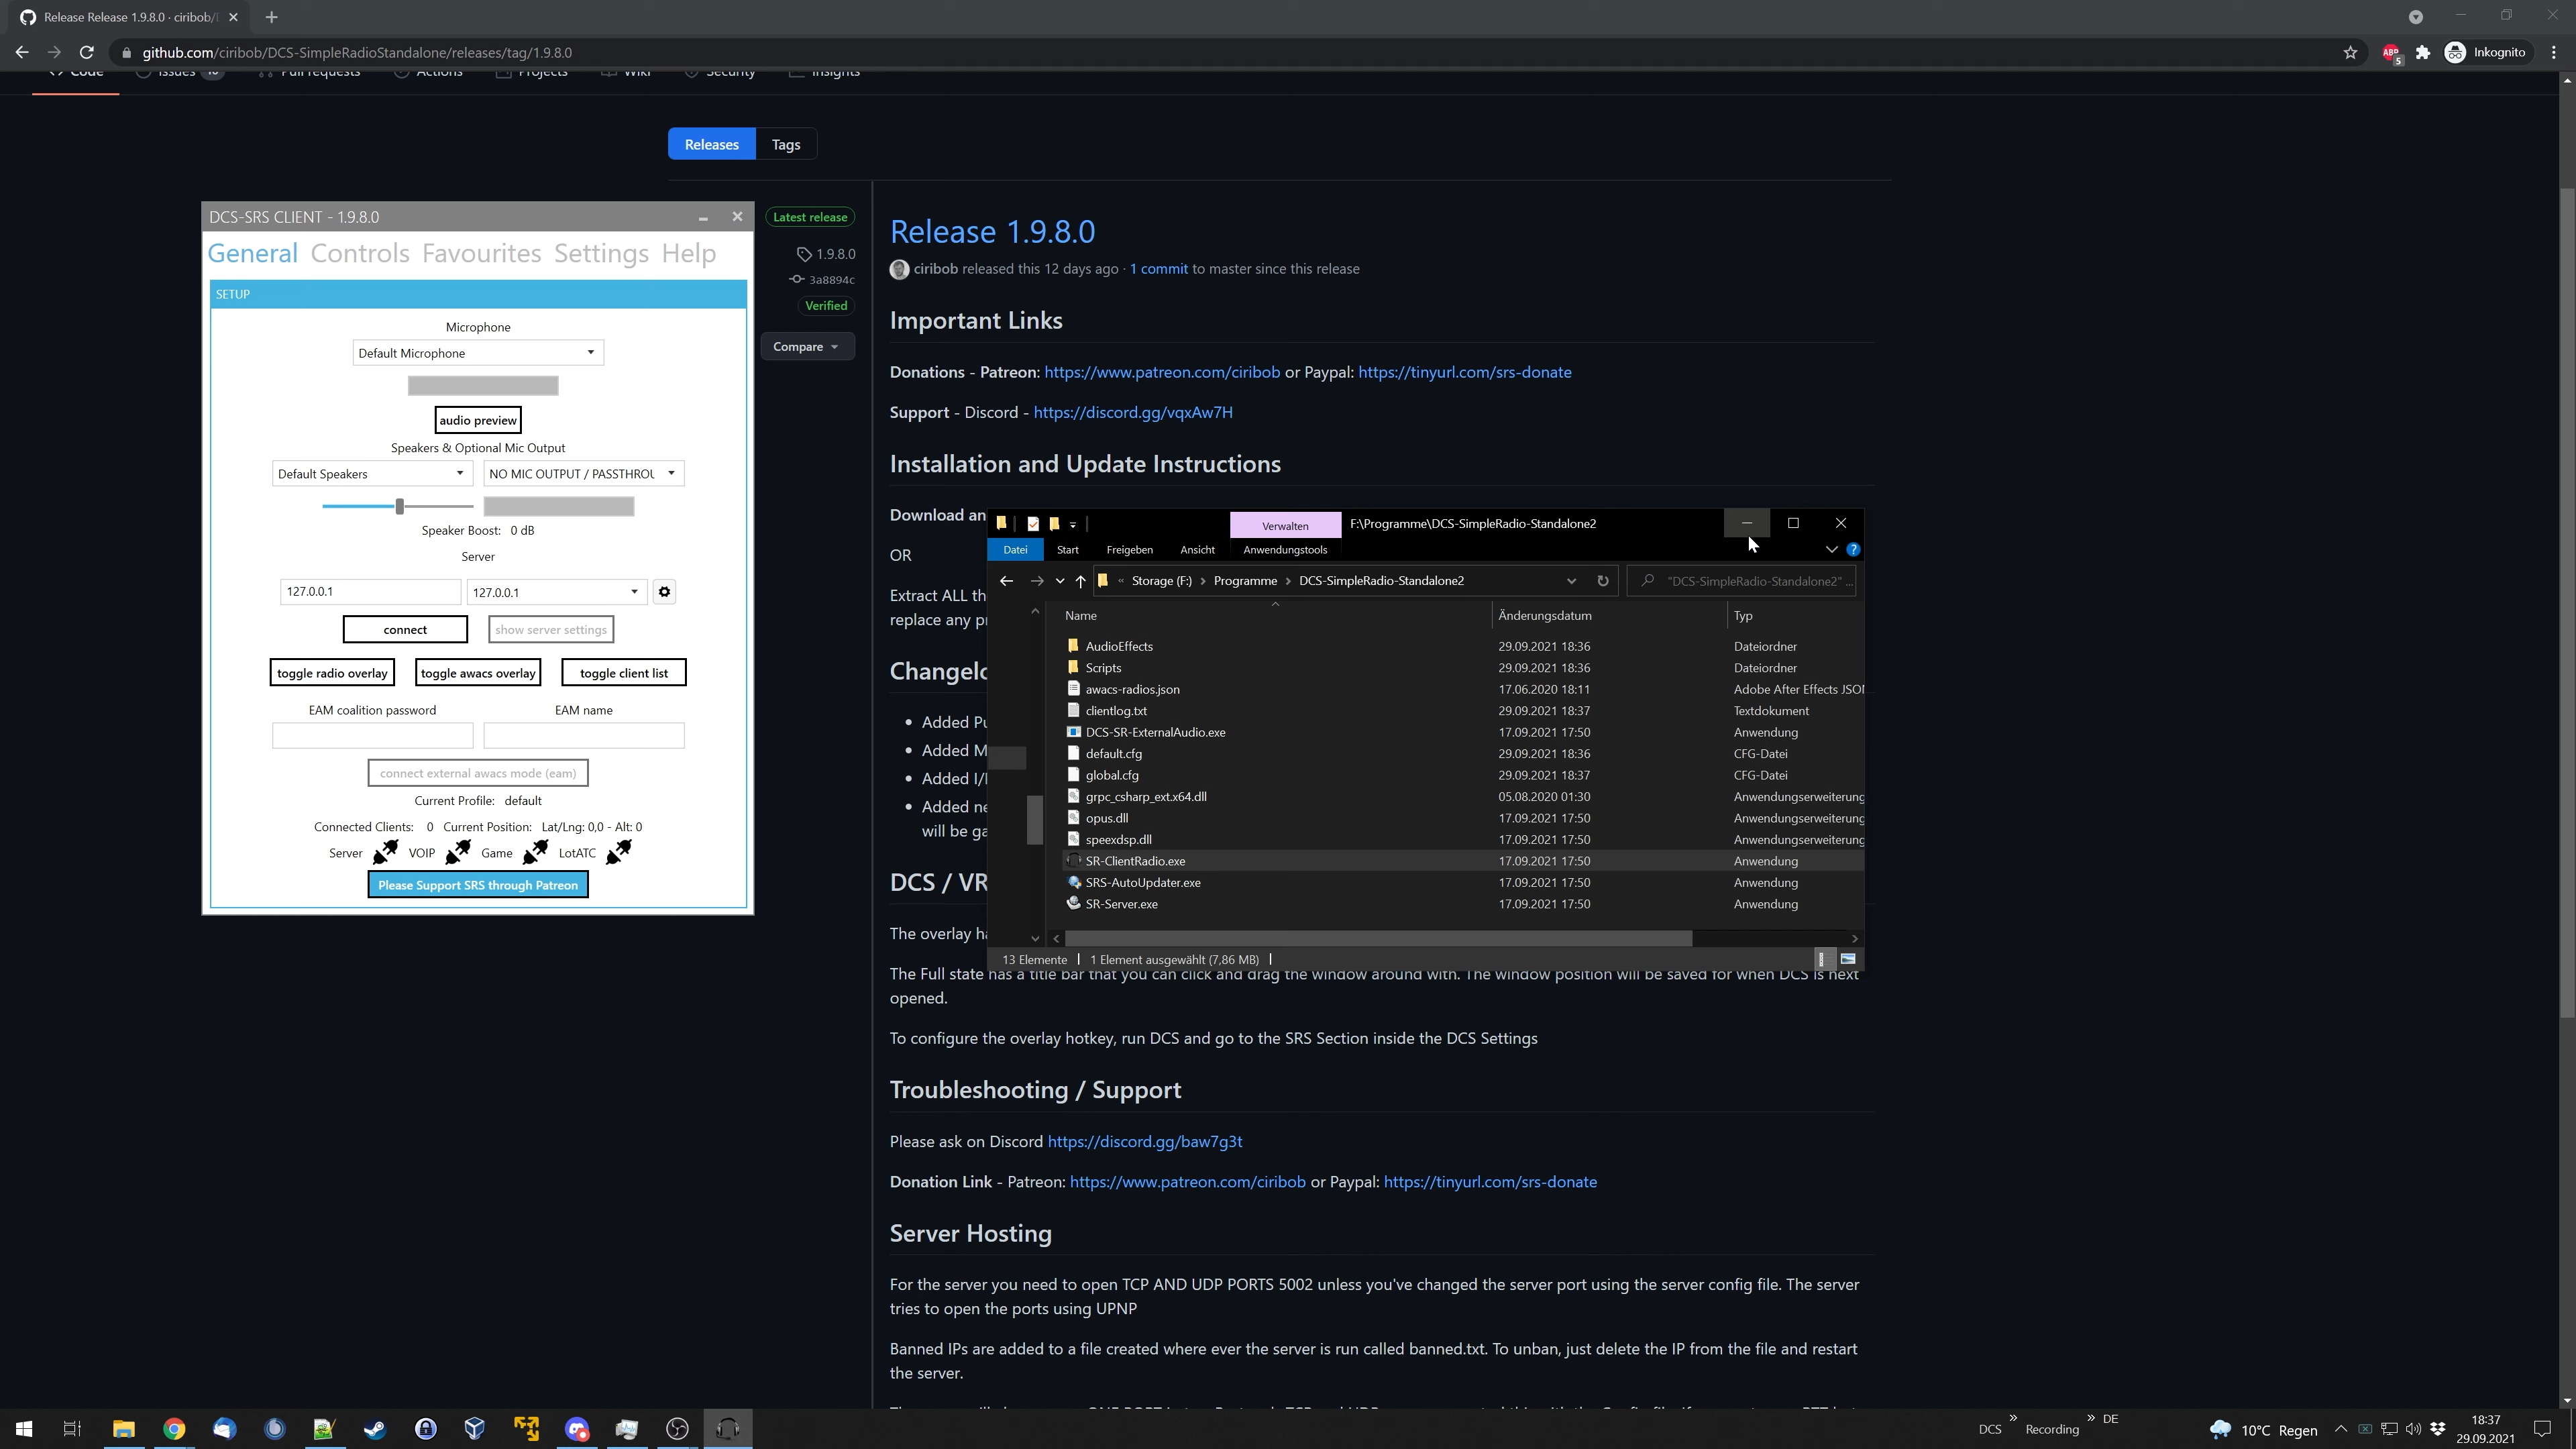 Release Release 1.9.8.0 · ciribob/
github.com/ciribob/DCS-SimpleRadioStandalone/releases/tag/1.9.8.0
ABP
5
Inkognito
Code
Issues
Pull requests
Actions
Projects
Wiki
Security
Insights
Releases
Tags
DCS-SRS CLIENT - 1.9.8.0
General Controls Favourites Settings Help
SETUP
Microphone
Default Microphone
audio preview
Speakers & Optional Mic Output
Default Speakers
NO MIC OUTPUT / PASSTHROU
Speaker Boost: 0 dB
Server
127.0.0.1
127.0.0.1
connect
show server settings
toggle radio overlay
toggle awacs overlay
toggle client list
EAM coalition password
EAM name
connect external awacs mode (eam)
Current Profile: default
Connected Clients: 0 Current Position: Lat/Lng: 0,0 - Alt: 0
Server
VOIP
Game
LotATC
Please Support SRS through Patreon
Latest release
1.9.8.0
3a8894c
Verified
Compare
Release 1.9.8.0
ciribob released this 12 days ago · 1 commit to master since this release
Important Links
Donations - Patreon: https://www.patreon.com/ciribob or Paypal: https://tinyurl.com/srs-donate
Support - Discord - https://discord.gg/vqxAw7H
Installation and Update Instructions
Download an
OR
Extract ALL th
replace any p
Changelo
Added Pu
Added M
Added I/
Added ne
will be ga
DCS / VR
The overlay ha
Verwalten
F:\Programme\DCS-SimpleRadio-Standalone2
Datei
Start
Freigeben
Ansicht
Anwendungstools
?
« Storage (F:) › Programme › DCS-SimpleRadio-Standalone2
"DCS-SimpleRadio-Standalone2" ...
Name
Änderungsdatum
Typ
AudioEffects 29.09.2021 18:36 Dateiordner
Scripts 29.09.2021 18:36 Dateiordner
awacs-radios.json 17.06.2020 18:11 Adobe After Effects JSO
clientlog.txt 29.09.2021 18:37 Textdokument
DCS-SR-ExternalAudio.exe 17.09.2021 17:50 Anwendung
default.cfg 29.09.2021 18:36 CFG-Datei
global.cfg 29.09.2021 18:37 CFG-Datei
grpc_csharp_ext.x64.dll 05.08.2020 01:30 Anwendungserweiterung
opus.dll 17.09.2021 17:50 Anwendungserweiterung
speexdsp.dll 17.09.2021 17:50 Anwendungserweiterung
SR-ClientRadio.exe 17.09.2021 17:50 Anwendung
SRS-AutoUpdater.exe 17.09.2021 17:50 Anwendung
SR-Server.exe 17.09.2021 17:50 Anwendung
13 Elemente
1 Element ausgewählt (7,86 MB)
The Full state has a title bar that you can click and drag the window around with. The window position will be saved for when DCS is next
opened.
To configure the overlay hotkey, run DCS and go to the SRS Section inside the DCS Settings
Troubleshooting / Support
Please ask on Discord https://discord.gg/baw7g3t
Donation Link - Patreon: https://www.patreon.com/ciribob or Paypal: https://tinyurl.com/srs-donate
Server Hosting
For the server you need to open TCP AND UDP PORTS 5002 unless you've changed the server port using the server config file. The server
tries to open the ports using UPNP
Banned IPs are added to a file created where ever the server is run called banned.txt. To unban, just delete the IP from the file and restart
the server.
DCS
Recording
DE
10°C Regen
18:37
29.09.2021